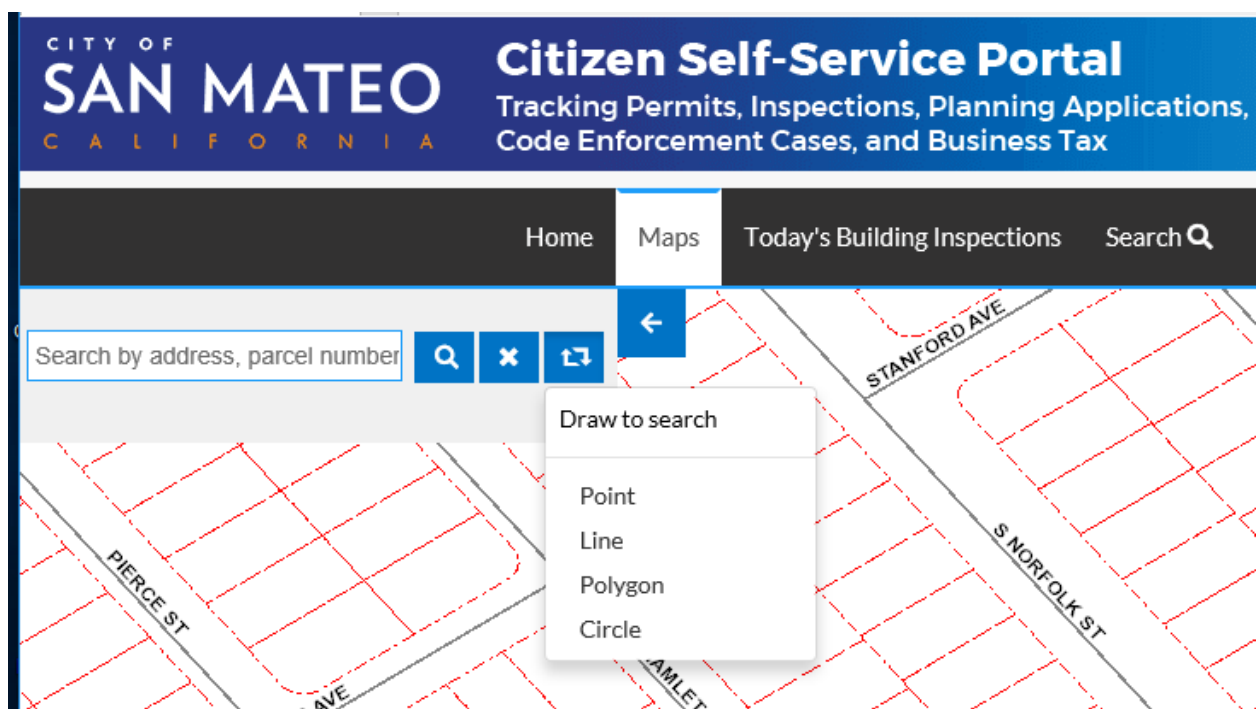 CITY OF
SAN MATEO
CALIFORNIA
Citizen Self-Service Portal
Tracking Permits, Inspections, Planning Applications,
Code Enforcement Cases, and Business Tax
Home Maps Today's Building Inspections Search
Search by address, parcel number
Draw to search
Point
Line
Polygon
Circle
STANFORD AVE
S NORFOLK ST
PIERCE ST
AVE